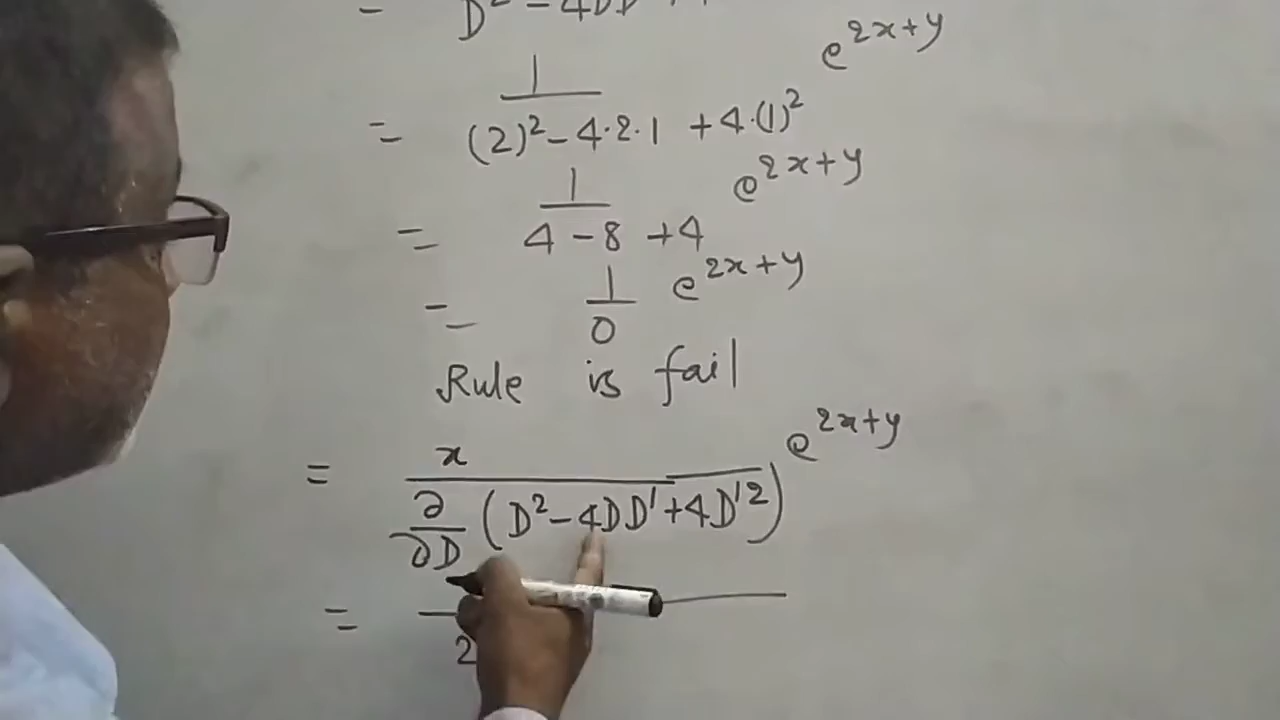 = D² - 4DD'
= 1/((2)² - 4·2·1 + 4·(1)²) e^(2x+y)
= 1/(4 - 8 + 4) e^(2x+y)
= 1/0 e^(2x+y)
Rule is fail
= x/(∂/∂D (D² - 4DD' + 4D'²)) e^(2x+y)
= 2